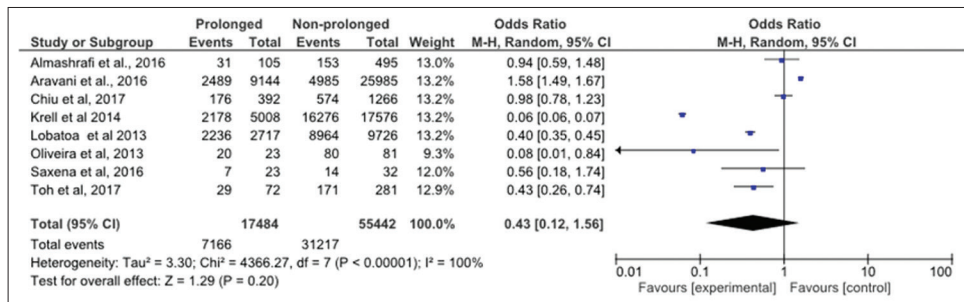 Prolonged Non-prolonged Odds Ratio Odds Ratio
Study or Subgroup Events Total Events Total Weight M-H, Random, 95% CI M-H, Random, 95% CI
Almashrafi et al., 2016 31 105 153 495 13.0% 0.94 [0.59, 1.48]
Aravani et al., 2016 2489 9144 4985 25985 13.2% 1.58 [1.49, 1.67]
Chiu et al, 2017 176 392 574 1266 13.2% 0.98 [0.78, 1.23]
Krell et al 2014 2178 5008 16276 17576 13.2% 0.06 [0.06, 0.07]
Lobatoa et al 2013 2236 2717 8964 9726 13.2% 0.40 [0.35, 0.45]
Oliveira et al, 2013 20 23 80 81 9.3% 0.08 [0.01, 0.84]
Saxena et al, 2016 7 23 14 32 12.0% 0.56 [0.18, 1.74]
Toh et al, 2017 29 72 171 281 12.9% 0.43 [0.26, 0.74]
Total (95% CI) 17484 55442 100.0% 0.43 [0.12, 1.56]
Total events 7166 31217
Heterogeneity: Tau² = 3.30; Chi² = 4366.27, df = 7 (P < 0.00001); I² = 100%
Test for overall effect: Z = 1.29 (P = 0.20)
0.01 0.1 1 10 100
Favours [experimental] Favours [control]